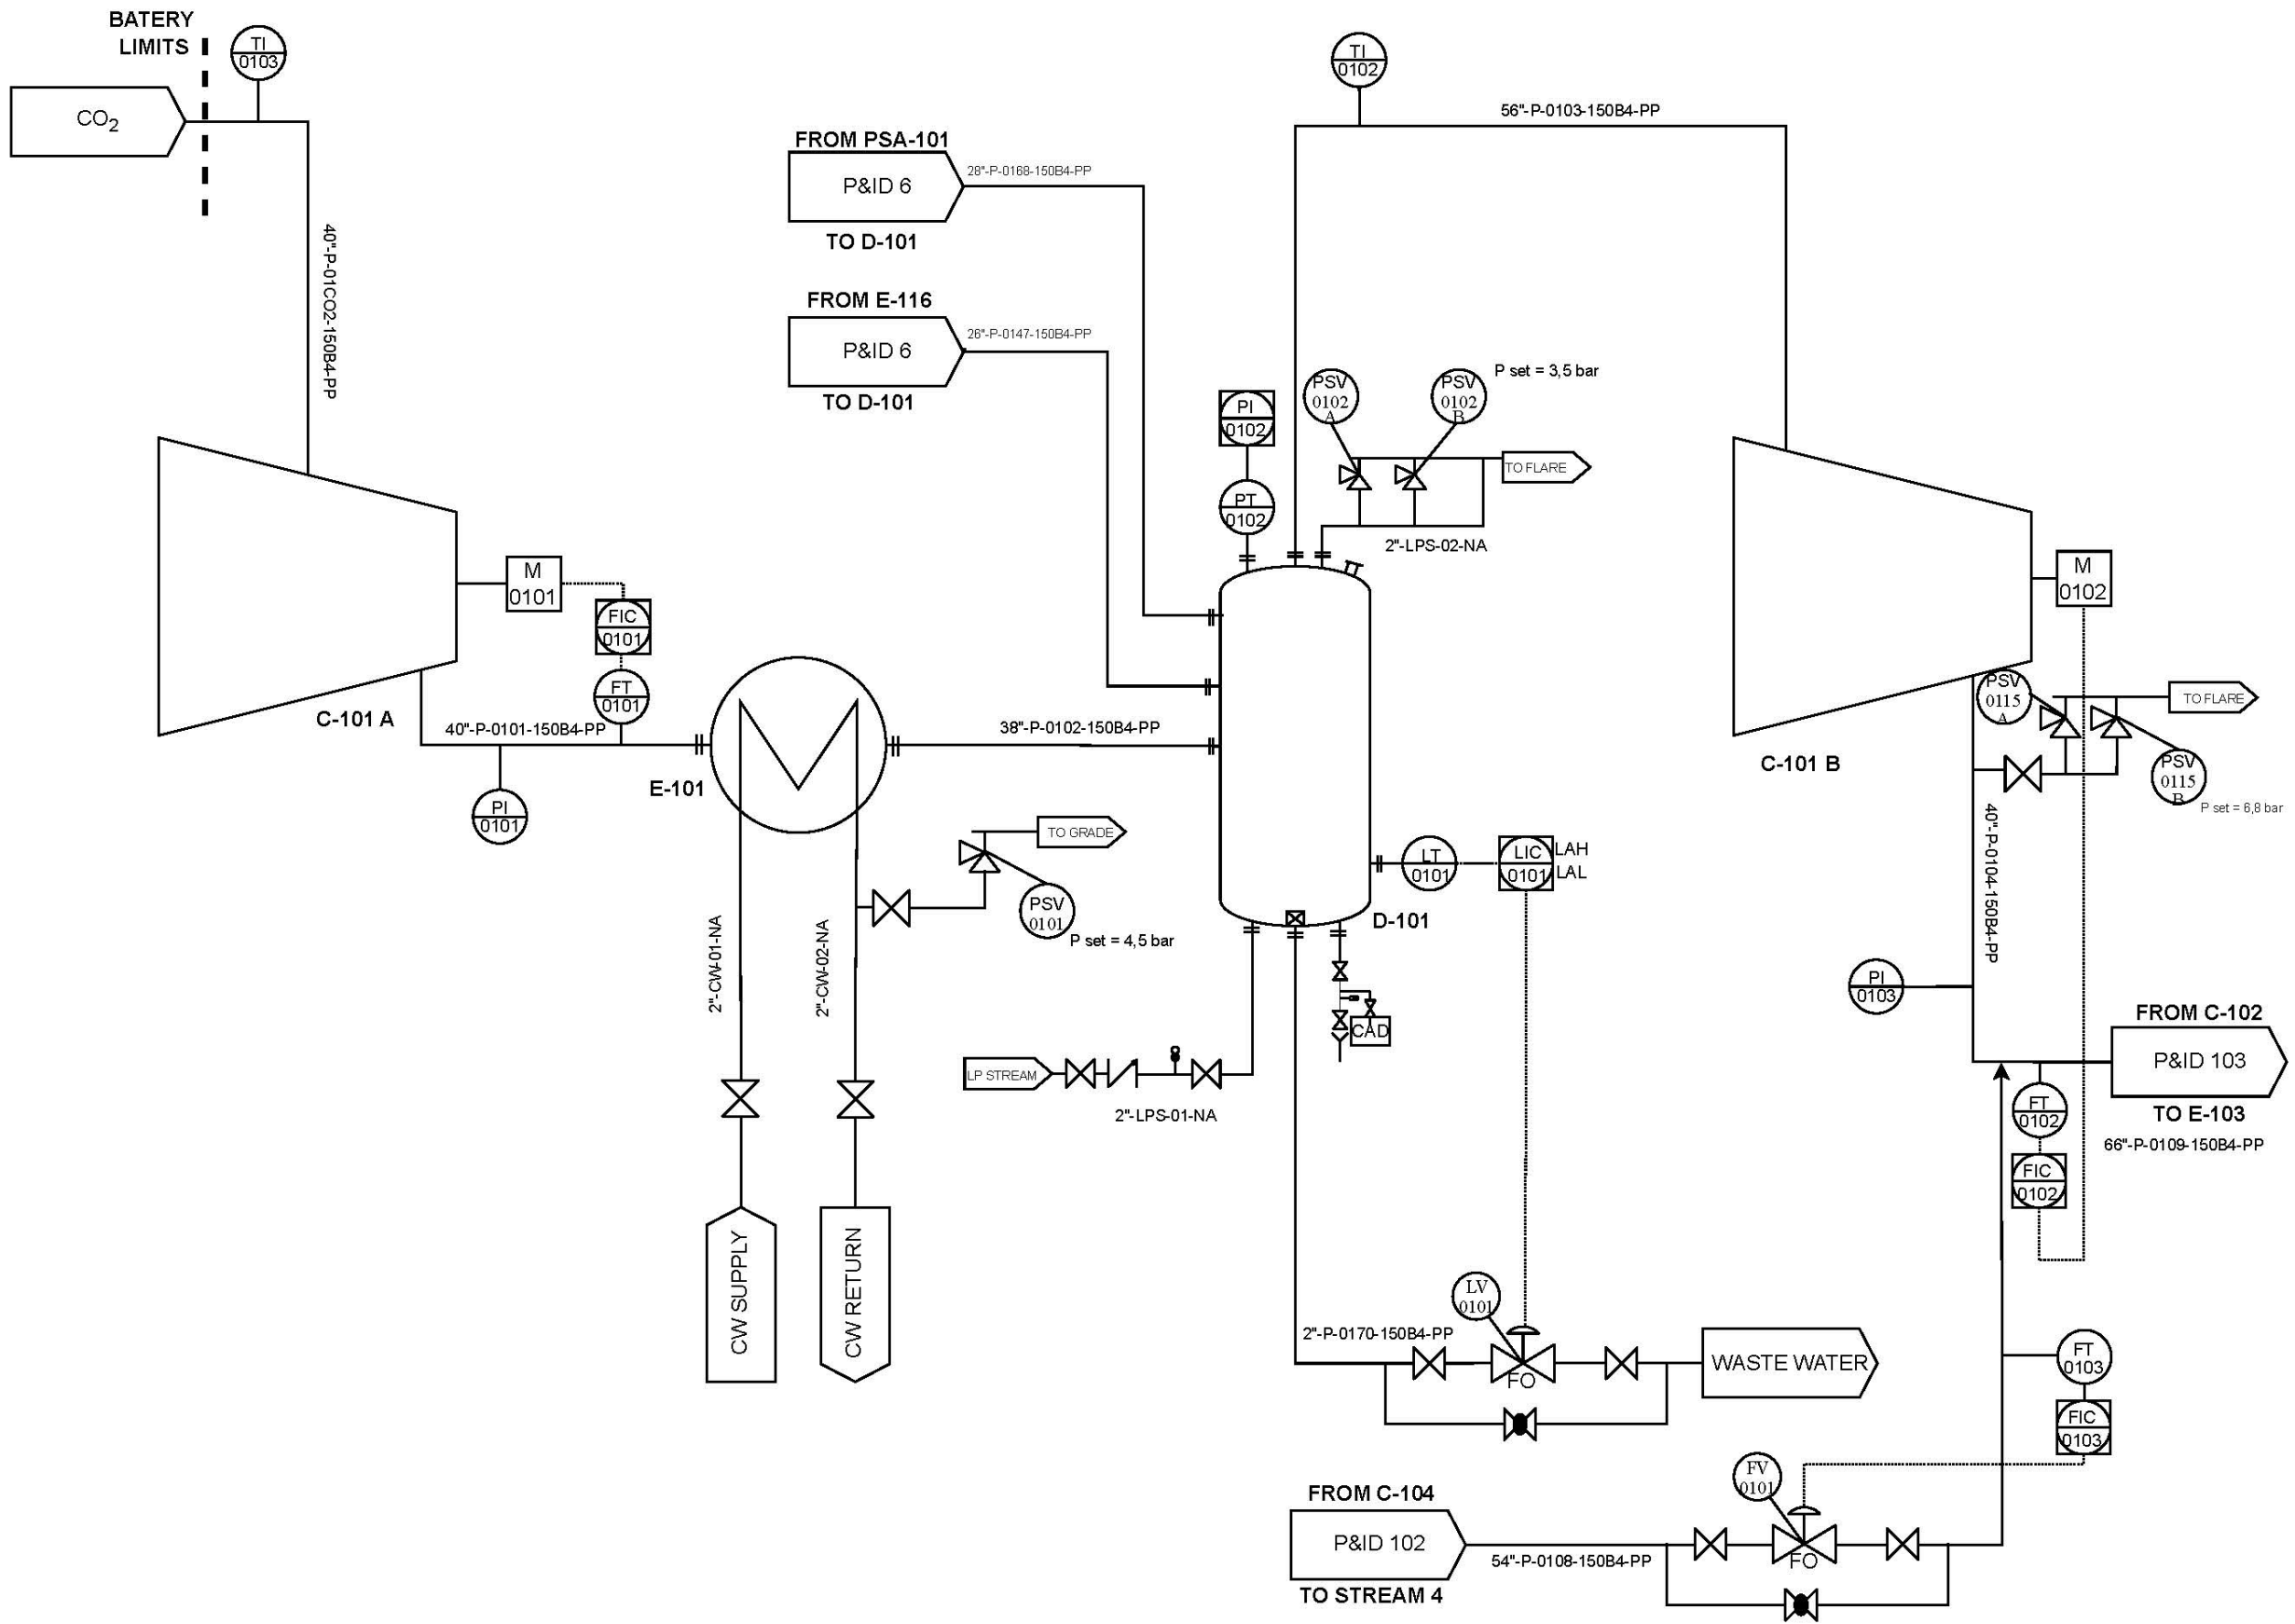 BATERY
LIMITS
TI
0103
CO2
40"-P-01CO2-150B4-PP
TI
0102
56"-P-0103-150B4-PP
FROM PSA-101
P&ID 6
28"-P-0168-150B4-PP
TO D-101
FROM E-116
P&ID 6
26"-P-0147-150B4-PP
TO D-101
PI
0102
PT
0102
PSV
0102
A
PSV
0102
B
P set = 3,5 bar
TO FLARE
2"-LPS-02-NA
M
0101
FIC
0101
FT
0101
C-101 A
40"-P-0101-150B4-PP
PI
0101
E-101
38"-P-0102-150B4-PP
M
0102
PSV
0115
A
TO FLARE
C-101 B
PSV
0115
B
P set = 6,8 bar
40"-P-0104-150B4-PP
TO GRADE
PSV
0101
P set = 4,5 bar
2"-CW-01-NA
2"-CW-02-NA
LT
0101
LIC
0101
LAH
LAL
D-101
CAD
LP STREAM
2"-LPS-01-NA
PI
0103
FROM C-102
P&ID 103
TO E-103
66"-P-0109-150B4-PP
FT
0102
FIC
0102
CW SUPPLY
CW RETURN
LV
0101
2"-P-0170-150B4-PP
FO
WASTE WATER
FT
0103
FIC
0103
FV
0101
FROM C-104
P&ID 102
54"-P-0108-150B4-PP
FO
TO STREAM 4